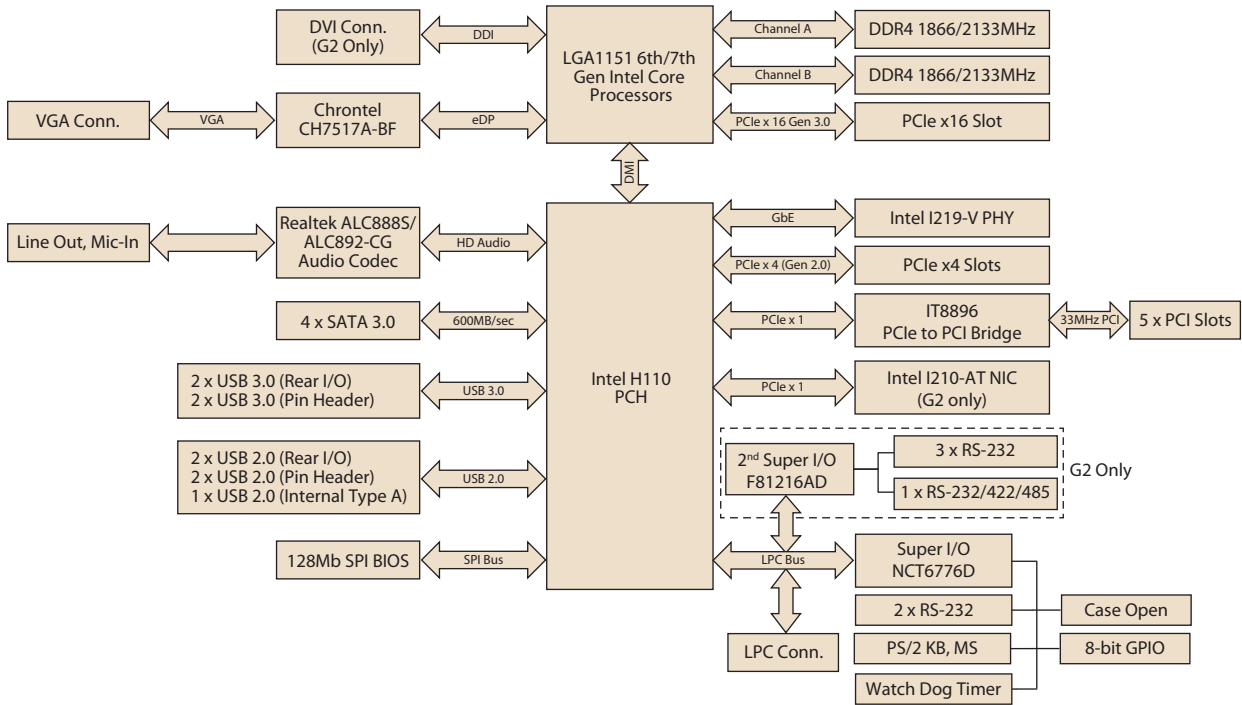 DVI Conn.
(G2 Only)
DDI
LGA1151 6th/7th
Gen Intel Core
Processors
Channel A
DDR4 1866/2133MHz
Channel B
DDR4 1866/2133MHz
VGA Conn.
VGA
Chrontel
CH7517A-BF
eDP
PCIe x 16 Gen 3.0
PCIe x16 Slot
DMI
Line Out, Mic-In
Realtek ALC888S/
ALC892-CG
Audio Codec
HD Audio
Intel H110
PCH
GbE
Intel I219-V PHY
PCIe x 4 (Gen 2.0)
PCIe x4 Slots
4 x SATA 3.0
600MB/sec
PCIe x 1
IT8896
PCIe to PCI Bridge
33MHz PCI
5 x PCI Slots
2 x USB 3.0 (Rear I/O)
2 x USB 3.0 (Pin Header)
USB 3.0
PCIe x 1
Intel I210-AT NIC
(G2 only)
2 x USB 2.0 (Rear I/O)
2 x USB 2.0 (Pin Header)
1 x USB 2.0 (Internal Type A)
USB 2.0
2nd Super I/O
F81216AD
3 x RS-232
1 x RS-232/422/485
G2 Only
128Mb SPI BIOS
SPI Bus
LPC Bus
Super I/O
NCT6776D
2 x RS-232
Case Open
LPC Conn.
PS/2 KB, MS
8-bit GPIO
Watch Dog Timer